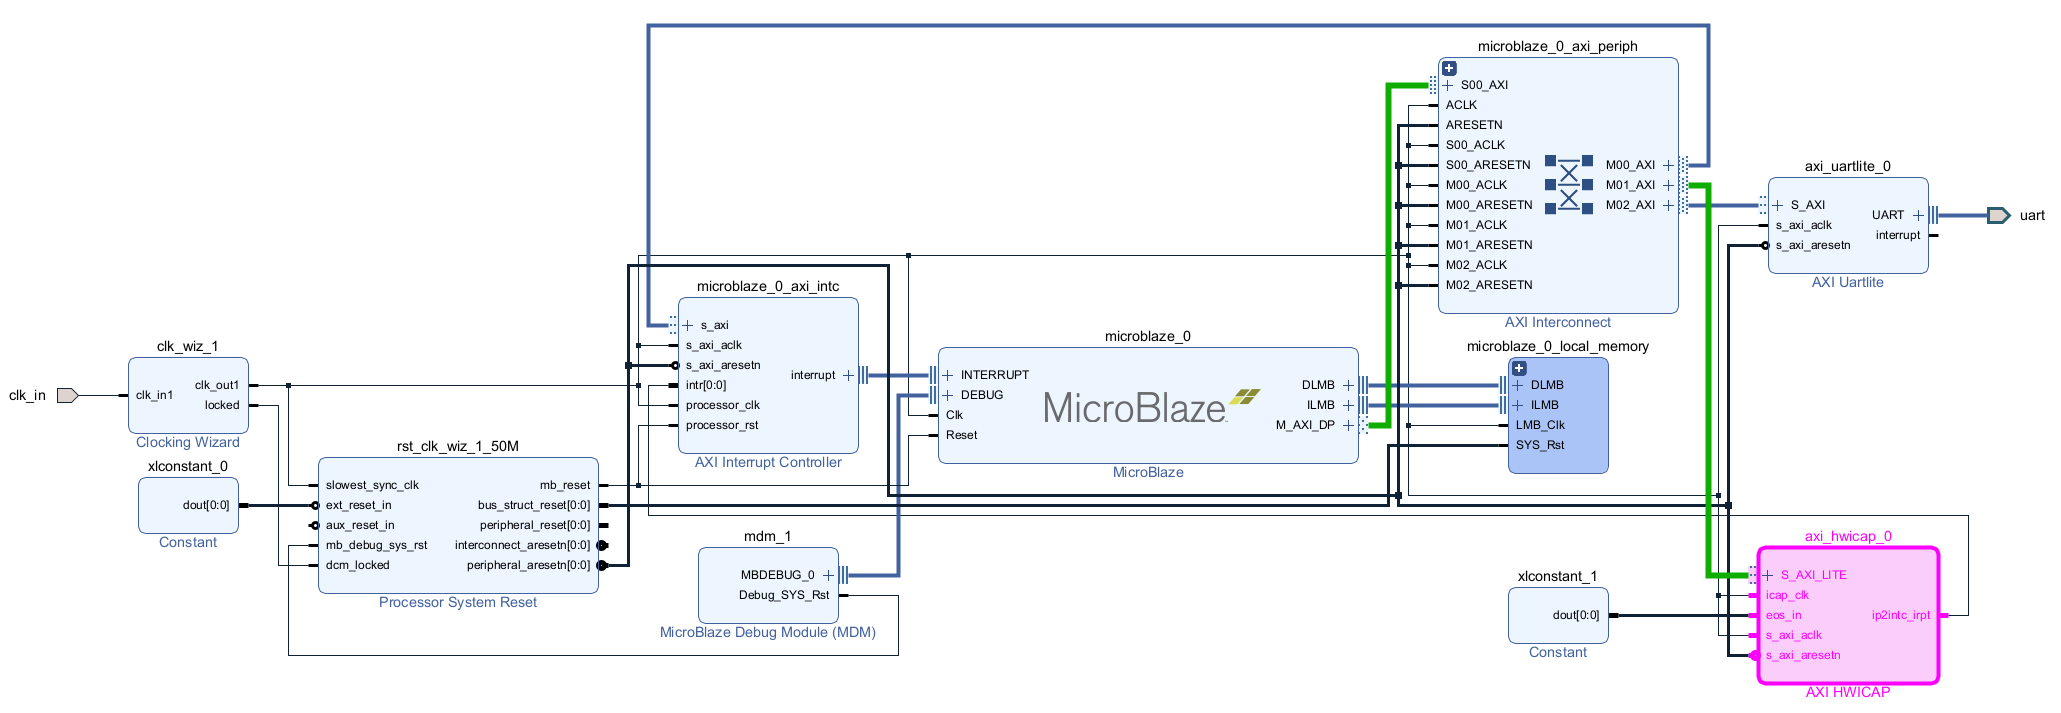 clk_in
clk_wiz_1
clk_in1
clk_out1
locked
Clocking Wizard
xlconstant_0
dout[0:0]
Constant
rst_clk_wiz_1_50M
slowest_sync_clk
ext_reset_in
aux_reset_in
mb_debug_sys_rst
dcm_locked
mb_reset
bus_struct_reset[0:0]
peripheral_reset[0:0]
interconnect_aresetn[0:0]
peripheral_aresetn[0:0]
Processor System Reset
microblaze_0_axi_intc
s_axi
s_axi_aclk
s_axi_aresetn
intr[0:0]
processor_clk
processor_rst
interrupt
AXI Interrupt Controller
mdm_1
MBDEBUG_0
Debug_SYS_Rst
MicroBlaze Debug Module (MDM)
microblaze_0
INTERRUPT
DEBUG
Clk
Reset
MicroBlaze
DLMB
ILMB
M_AXI_DP
MicroBlaze
microblaze_0_axi_periph
S00_AXI
ACLK
ARESETN
S00_ACLK
S00_ARESETN
M00_ACLK
M00_ARESETN
M01_ACLK
M01_ARESETN
M02_ACLK
M02_ARESETN
M00_AXI
M01_AXI
M02_AXI
AXI Interconnect
microblaze_0_local_memory
DLMB
ILMB
LMB_Clk
SYS_Rst
xlconstant_1
dout[0:0]
Constant
axi_uartlite_0
S_AXI
s_axi_aclk
s_axi_aresetn
UART
interrupt
AXI Uartlite
uart
axi_hwicap_0
S_AXI_LITE
icap_clk
eos_in
s_axi_aclk
s_axi_aresetn
ip2intc_irpt
AXI HWICAP